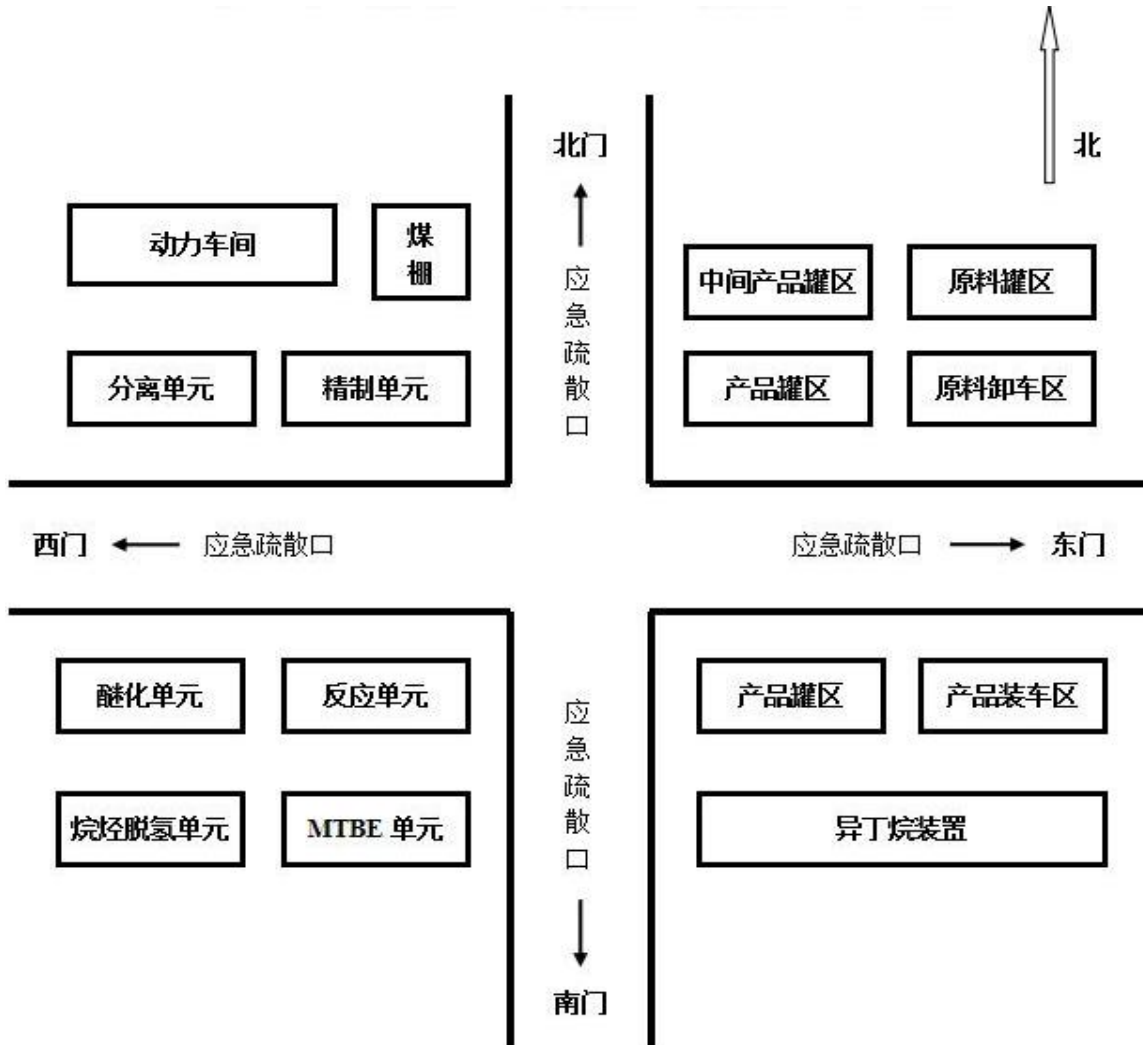 北门
北
动力车间
煤
棚
应
急
疏
散
口
中间产品罐区
原料罐区
分离单元
精制单元
产品罐区
原料卸车区
西门
应急疏散口
应急疏散口
东门
醚化单元
反应单元
应
急
疏
散
口
产品罐区
产品装车区
烷烃脱氢单元
MTBE 单元
异丁烷装置
南门